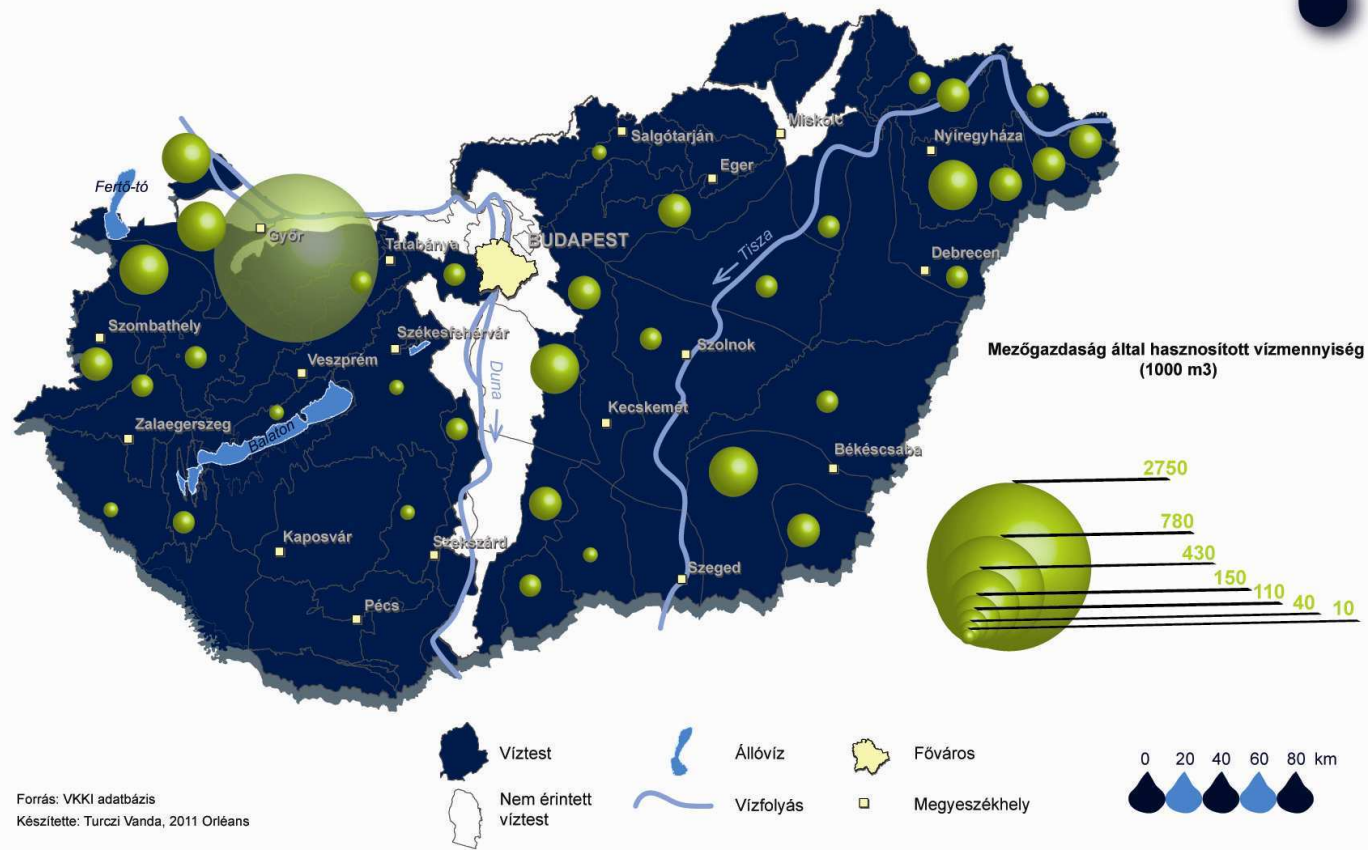 Fertő-tó
Győr
Tatabánya
BUDAPEST
Salgótarján
Eger
Miskolc
Nyíregyháza
Debrecen
Tisza
Szombathely
Székesfehérvár
Veszprém
Duna
Szolnok
Kecskemét
Zalaegerszeg
Balaton
Békéscsaba
Kaposvár
Szekszárd
Szeged
Pécs
Mezőgazdaság által hasznosított vízmennyiség
(1000 m3)
2750
780
430
150
110
40
10
Víztest
Állóvíz
Főváros
Nem érintett
víztest
Vízfolyás
Megyeszékhely
0 20 40 60 80 km
Forrás: VKKI adatbázis
Készítette: Turczi Vanda, 2011 Orléans